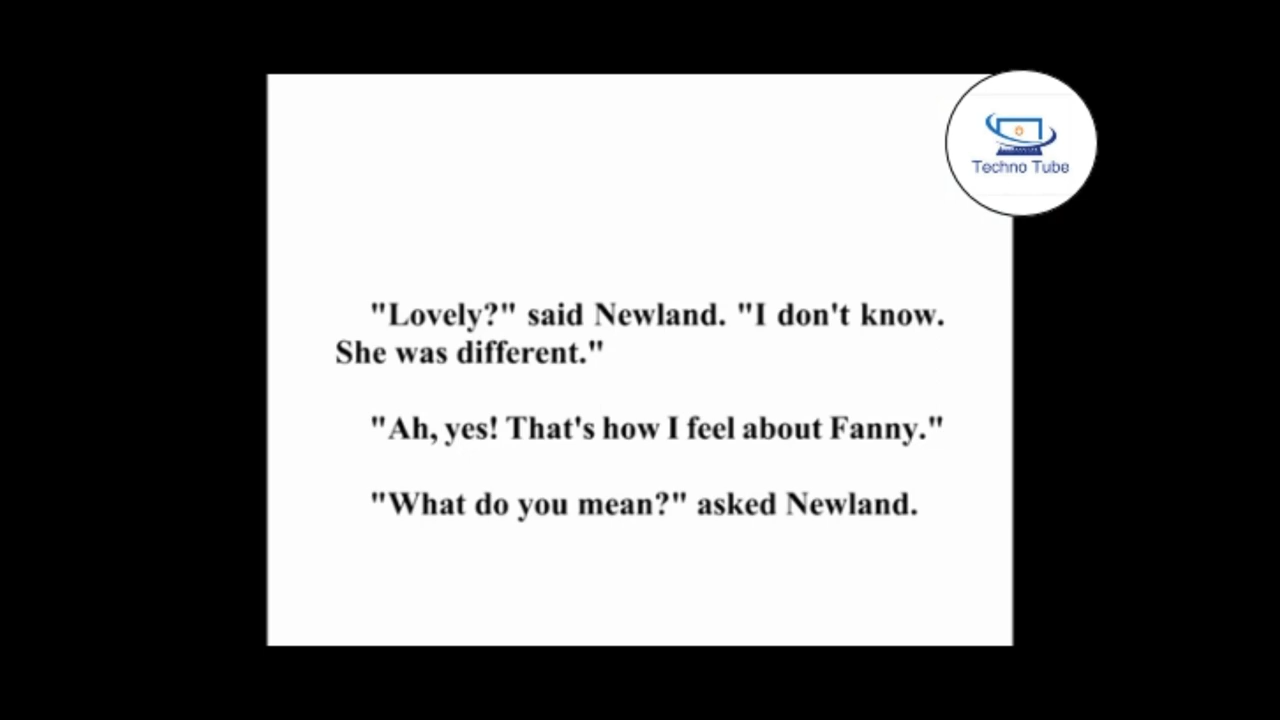 Techno Tube
"Lovely?" said Newland. "I don't know.
She was different."
"Ah, yes! That's how I feel about Fanny."
"What do you mean?" asked Newland.